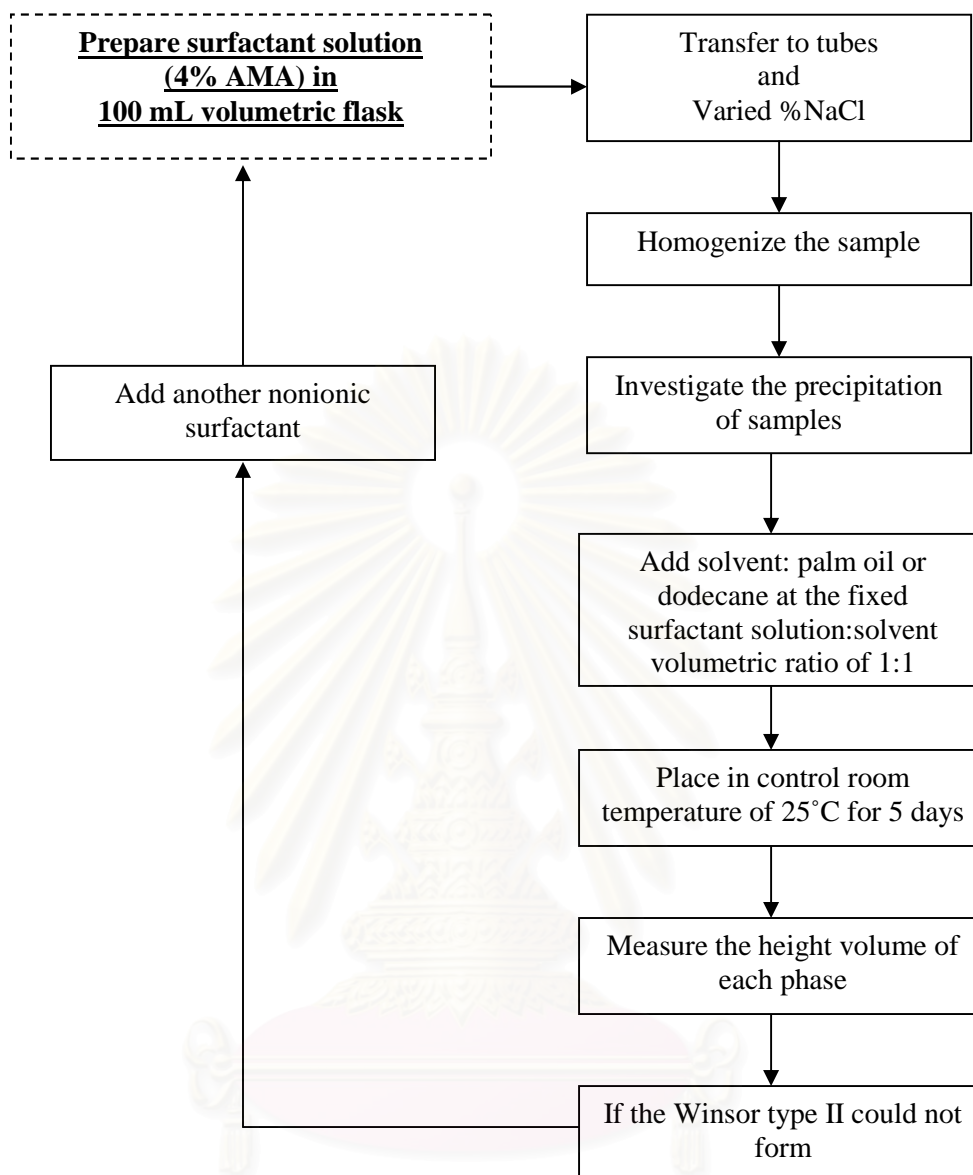 Prepare surfactant solution
(4% AMA) in
100 mL volumetric flask
Transfer to tubes
and
Varied %NaCl
Homogenize the sample
Investigate the precipitation
of samples
Add another nonionic
surfactant
Add solvent: palm oil or
dodecane at the fixed
surfactant solution:solvent
volumetric ratio of 1:1
Place in control room
temperature of 25˚C for 5 days
Measure the height volume of
each phase
If the Winsor type II could not
form